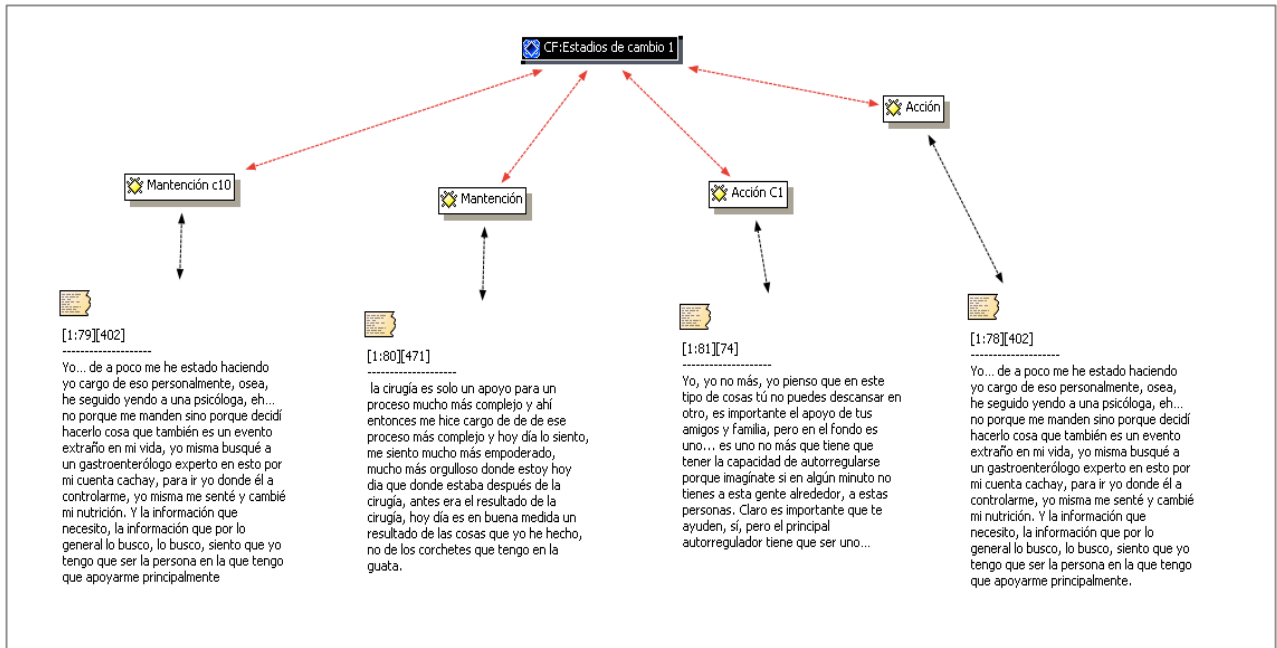 CF:Estadios de cambio 1
Acción
Mantención c10
Mantención
Acción C1
[1:79][402]
--------------------
Yo... de a poco me he estado haciendo
yo cargo de eso personalmente, osea,
he seguido yendo a una psicóloga, eh...
no porque me manden sino porque decidí
hacerlo cosa que también es un evento
extraño en mi vida, yo misma busqué a
un gastroenterólogo experto en esto por
mi cuenta cachay, para ir yo donde él a
controlarme, yo misma me senté y cambié
mi nutrición. Y la información que
necesito, la información que por lo
general lo busco, lo busco, siento que yo
tengo que ser la persona en la que tengo
que apoyarme principalmente
[1:80][471]
--------------------
la cirugía es solo un apoyo para un
proceso mucho más complejo y ahí
entonces me hice cargo de de de ese
proceso más complejo y hoy día lo siento,
me siento mucho más empoderado,
mucho más orgulloso donde estoy hoy
dia que donde estaba después de la
cirugía, antes era el resultado de la
cirugía, hoy día es en buena medida un
resultado de las cosas que yo he hecho,
no de los corchetes que tengo en la
guata.
[1:81][74]
--------------------
Yo, yo no más, yo pienso que en este
tipo de cosas tú no puedes descansar en
otro, es importante el apoyo de tus
amigos y familia, pero en el fondo es
uno... es uno no más que tiene que
tener la capacidad de autorregularse
porque imagínate si en algún minuto no
tienes a esta gente alrededor, a estas
personas. Claro es importante que te
ayuden, sí, pero el principal
autorregulador tiene que ser uno...
[1:78][402]
--------------------
Yo... de a poco me he estado haciendo
yo cargo de eso personalmente, osea,
he seguido yendo a una psicóloga, eh...
no porque me manden sino porque decidí
hacerlo cosa que también es un evento
extraño en mi vida, yo misma busqué a
un gastroenterólogo experto en esto por
mi cuenta cachay, para ir yo donde él a
controlarme, yo misma me senté y cambié
mi nutrición. Y la información que
necesito, la información que por lo
general lo busco, lo busco, siento que yo
tengo que ser la persona en la que tengo
que apoyarme principalmente.